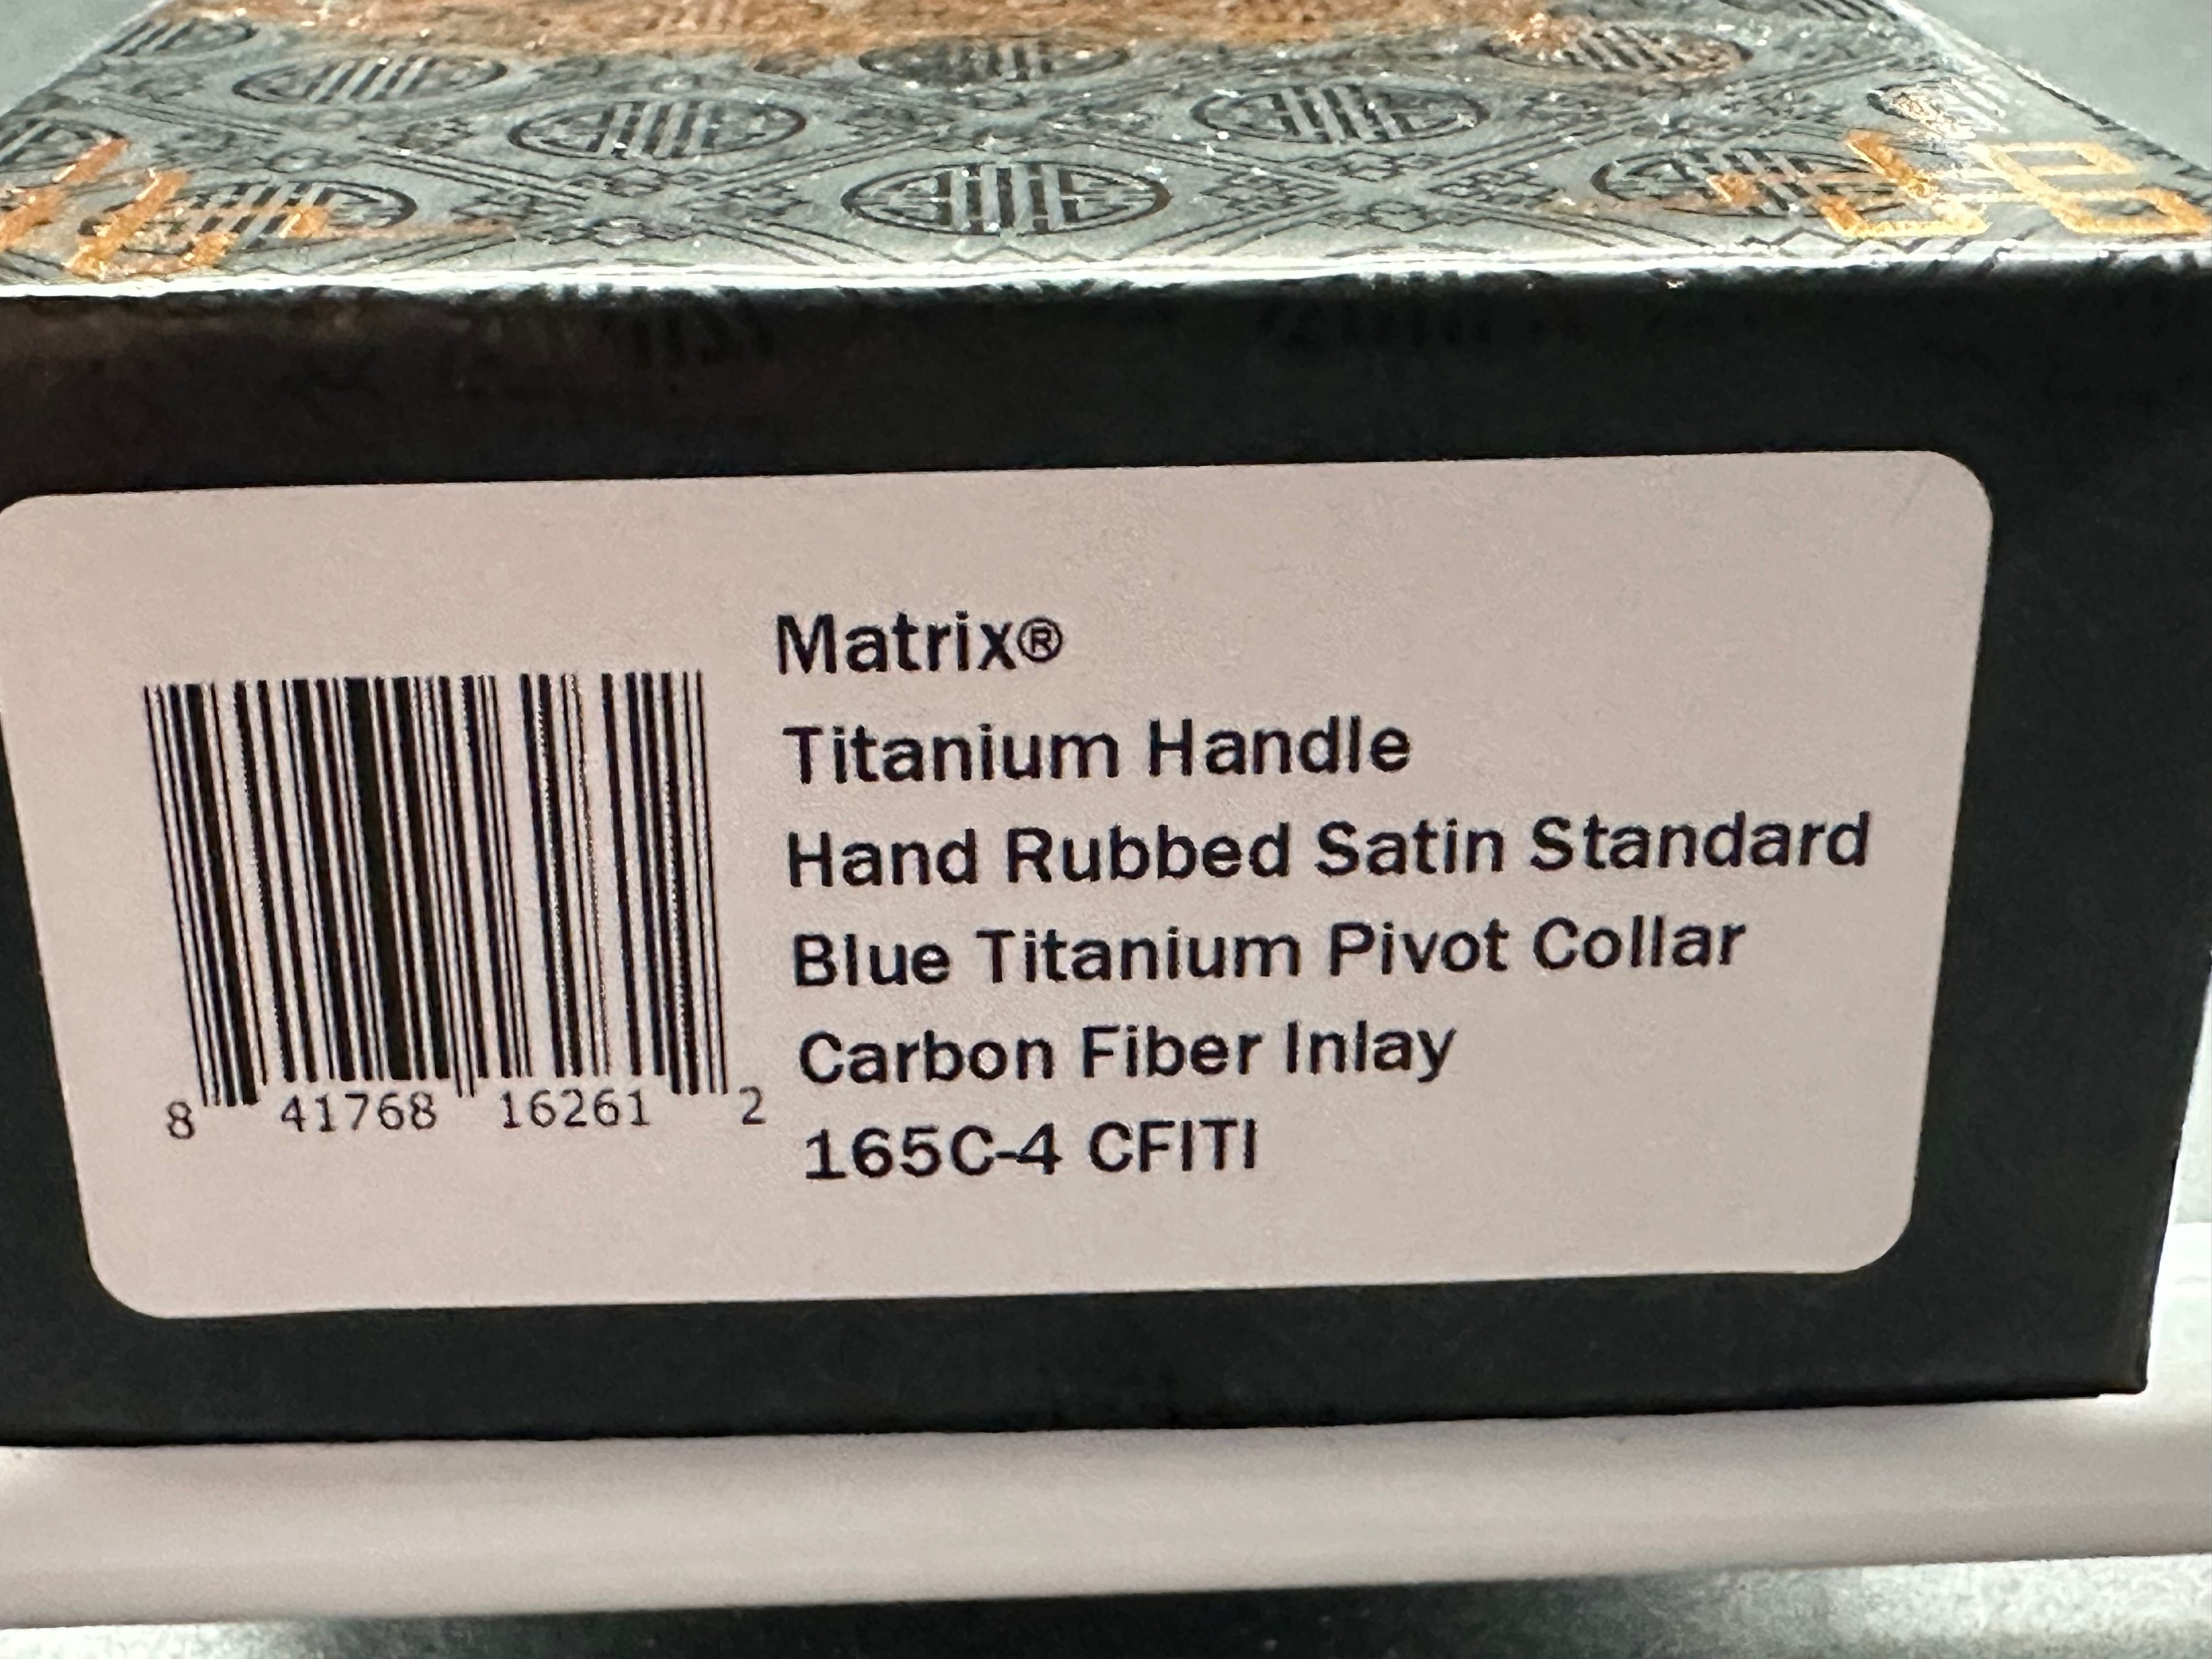 Matrix®
Titanium Handle
Hand Rubbed Satin Standard
Blue Titanium Pivot Collar
Carbon Fiber Inlay
165C-4 CFITI
8 41768 16261 2